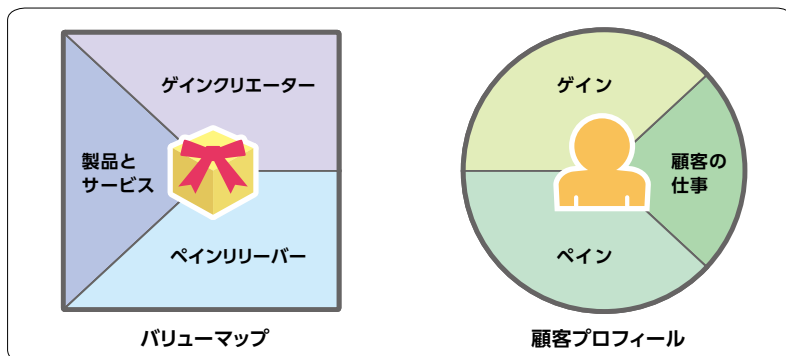 ゲインクリエーター
製品と
サービス
ペインリリーバー
バリューマップ
ゲイン
顧客の
仕事
ペイン
顧客プロフィール